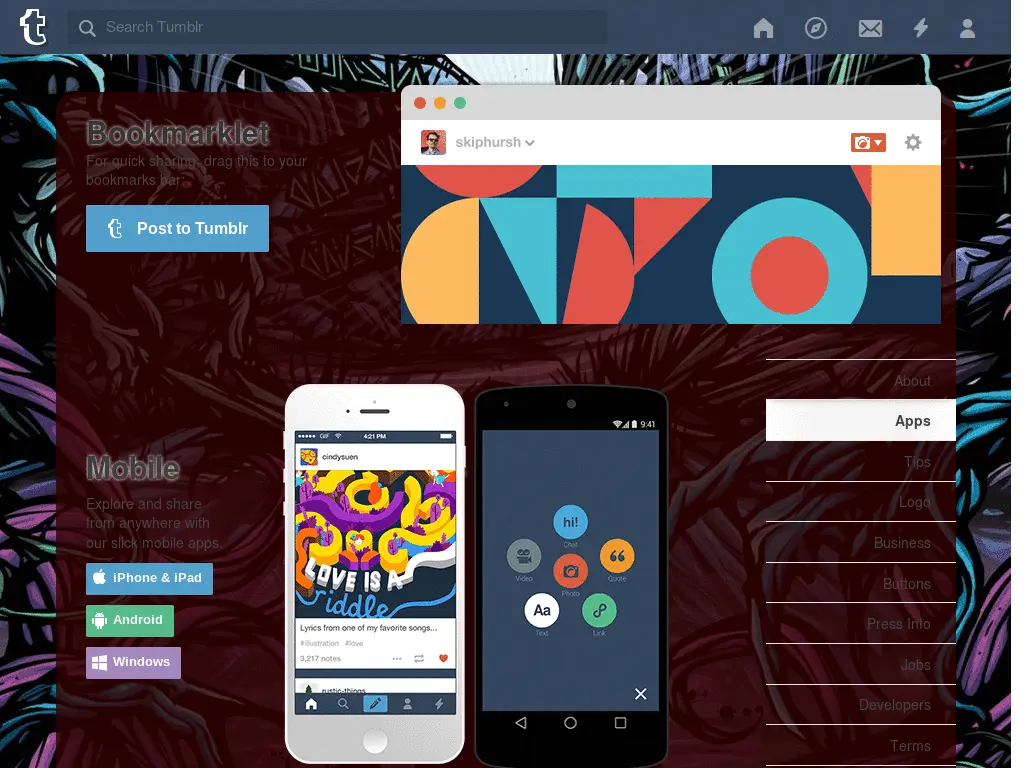 Search Tumblr
Bookmarklet
For quick sharing: drag this to your
bookmarks bar:
Post to Tumblr
skiphursh
About
Apps
Tips
Logo
Business
Buttons
Press Info
Jobs
Developers
Terms
Mobile
Explore and share
from anywhere with
our slick mobile apps.
iPhone & iPad
Android
Windows
GIF
4:21 PM
cindysuen
LOVE IS A
riddle
Lyrics from one of my favorite songs...
#illustration #love
3,217 notes
rustic-things
9:41
hi!
Chat
Video
Photo
Quote
Aa
Text
Link